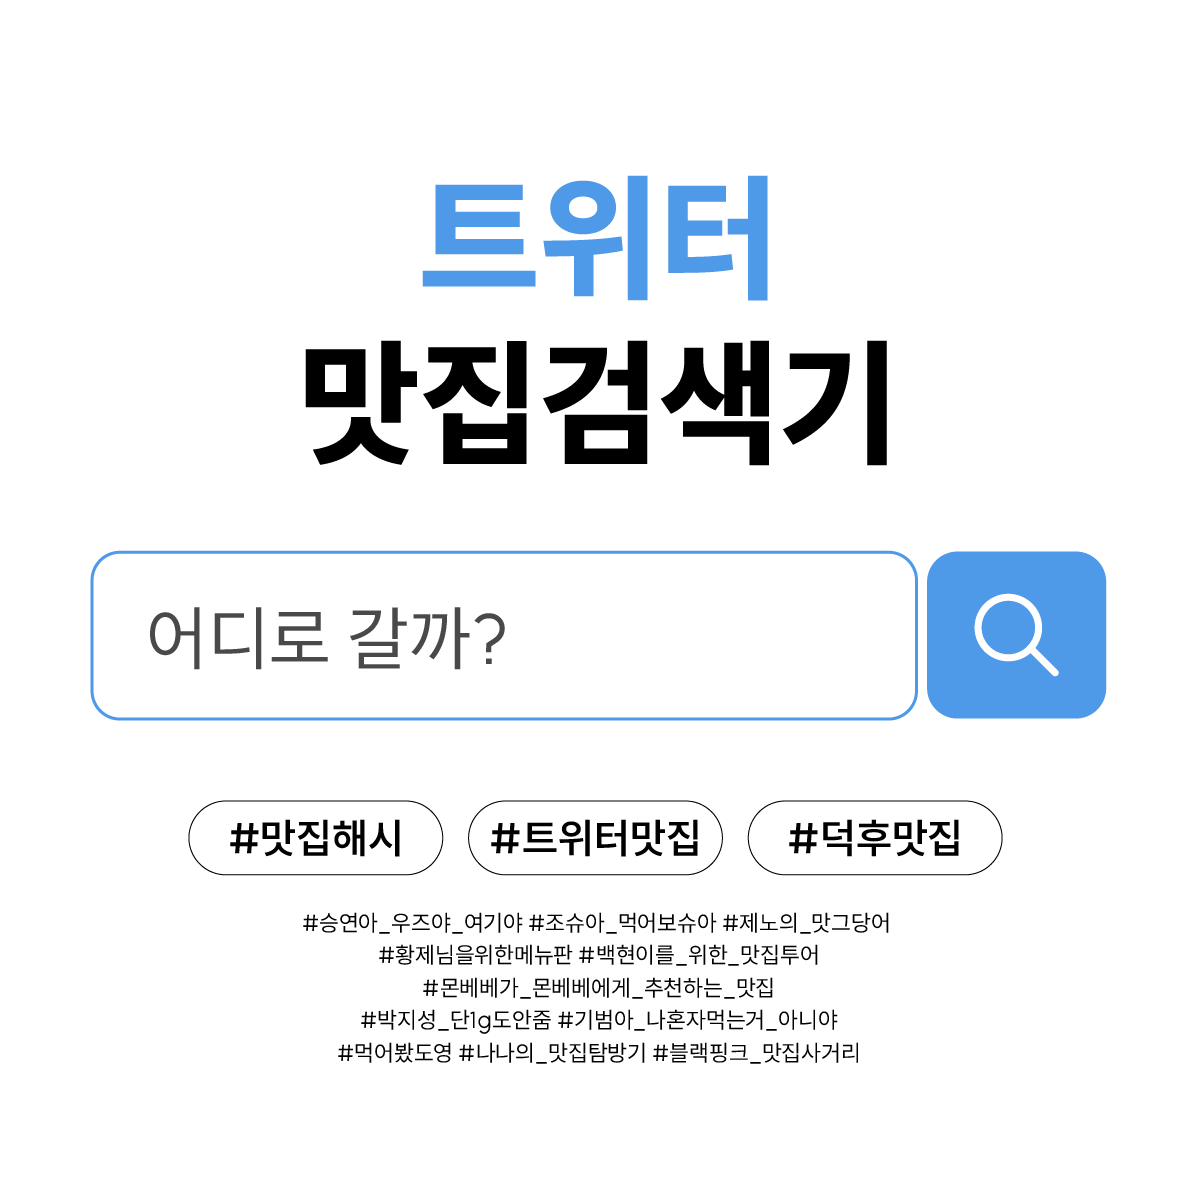 트위터
맛집검색기
어디로 갈까?
#맛집해시 #트위터맛집 #덕후맛집
#승연아_우즈야_여기야 #조슈아_먹어보슈아 #제노의_맛그당어
#황제님을위한메뉴판 #백현이를_위한_맛집투어
#몬베베가_몬베베에게_추천하는_맛집
#박지성_단1g도안줌 #기범아_나혼자먹는거_아니야
#먹어봤도영 #나나의_맛집탐방기 #블랙핑크_맛집사거리